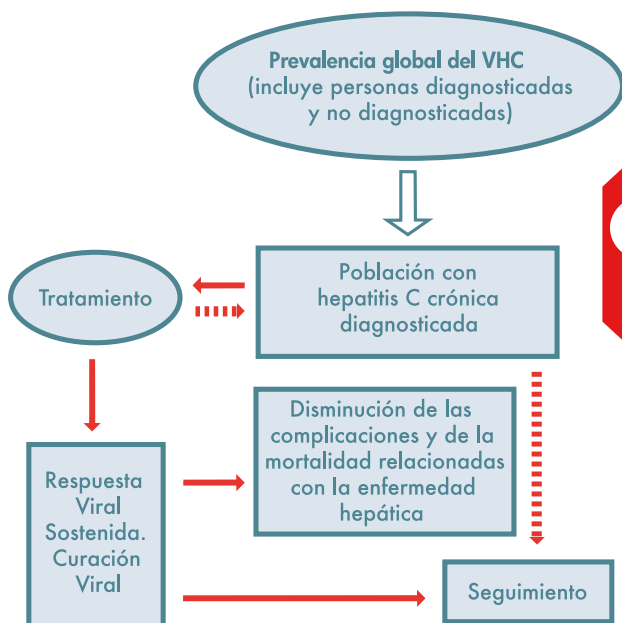 Prevalencia global del VHC
(incluye personas diagnosticadas
y no diagnosticadas)
Población con
hepatitis C crónica
diagnosticada
Tratamiento
Disminución de las
complicaciones y de la
mortalidad relacionadas
con la enfermedad
hepática
Respuesta
Viral
Sostenida.
Curación
Viral
Seguimiento